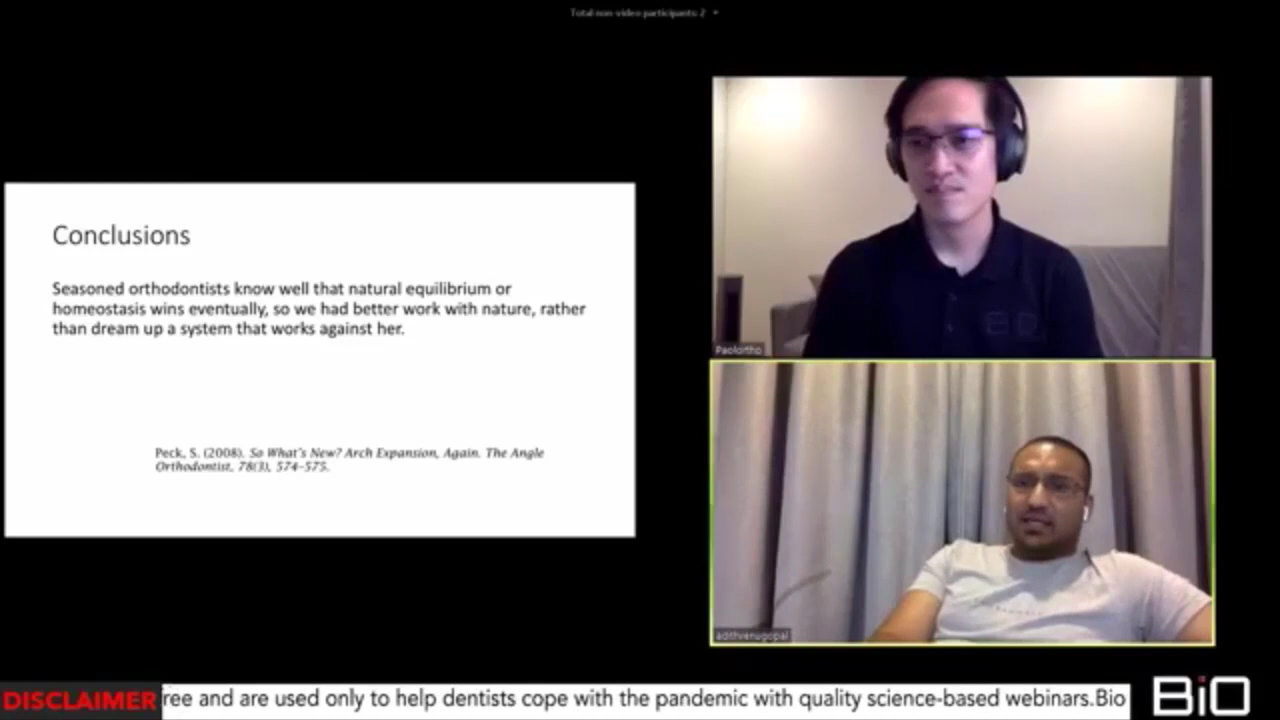 Total non-video participants: 2
Conclusions
Seasoned orthodontists know well that natural equilibrium or
homeostasis wins eventually, so we had better work with nature, rather
than dream up a system that works against her.
Peck, S. (2008). So What's New? Arch Expansion, Again. The Angle
Orthodontist, 78(3), 574–575.
Paolortho
adithvenugopal
DISCLAIMER
ree and are used only to help dentists cope with the pandemic with quality science-based webinars.Bio
BiO